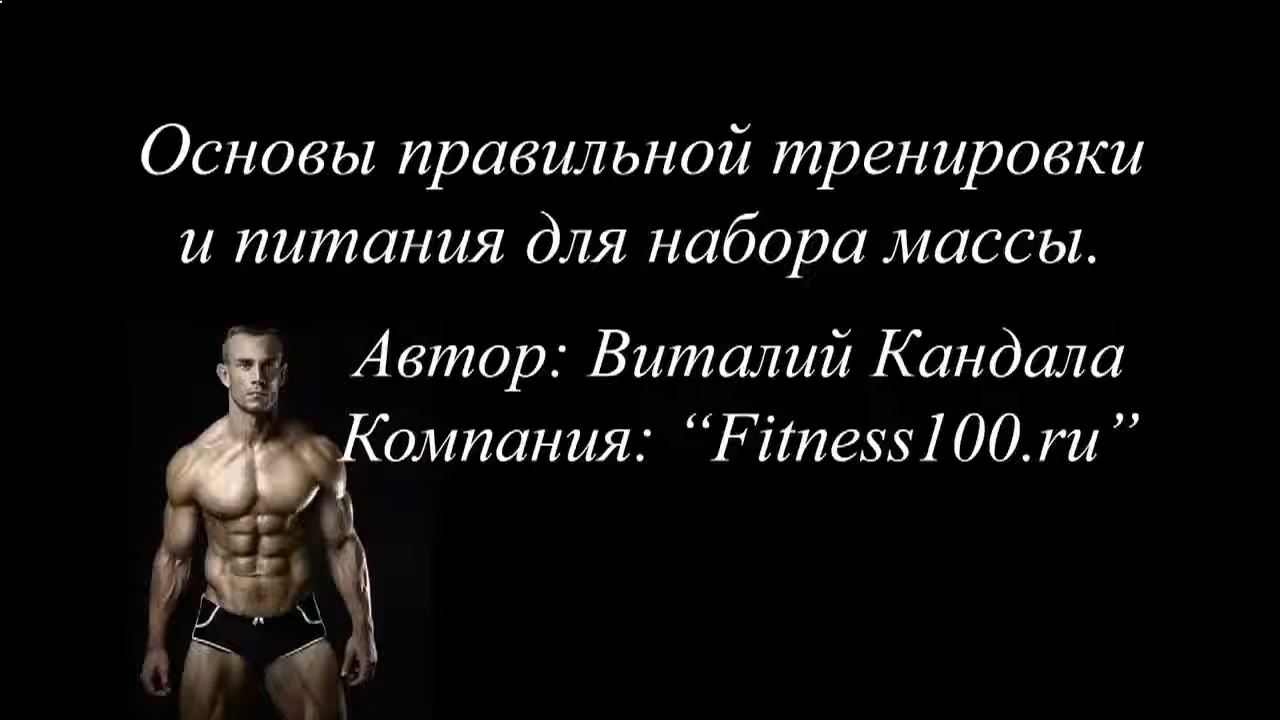 Основы правильной тренировки
и питания для набора массы.
Автор: Виталий Кандала
Компания: “Fitness100.ru”